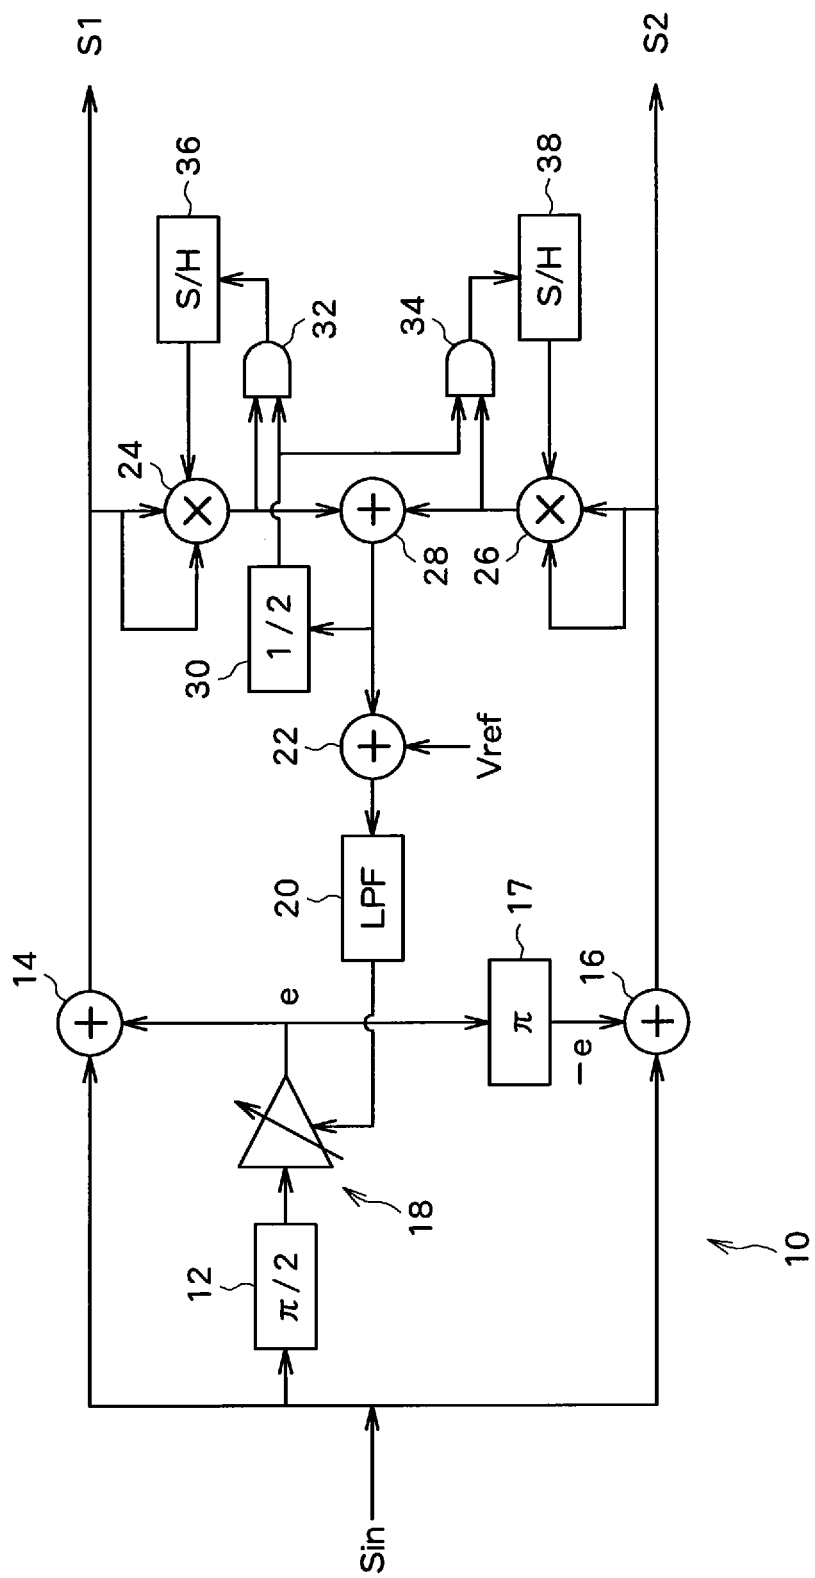 S1
S2
36
S/H
38
S/H
32
34
24
×
+
28
×
26
30
1/2
22
+
Vref
20
LPF
14
+
e
17
π
−e
16
+
18
12
π/2
10
Sin